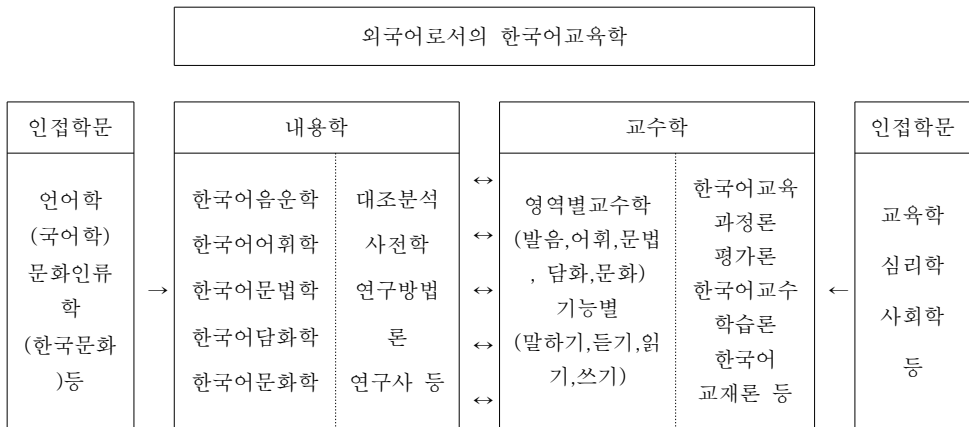 외국어로서의 한국어교육학
인접학문
언어학
(국어학)
문화인류
학
(한국문화
)등
→
내용학
한국어음운학
한국어어휘학
한국어문법학
한국어담화학
한국어문화학
대조분석
사전학
연구방법
론
연구사 등
↔
↔
↔
↔
↔
교수학
영역별교수학
(발음,어휘,문법
, 담화,문화)
기능별
(말하기,듣기,읽
기,쓰기)
한국어교육
과정론
평가론
한국어교수
학습론
한국어
교재론 등
←
인접학문
교육학
심리학
사회학
등